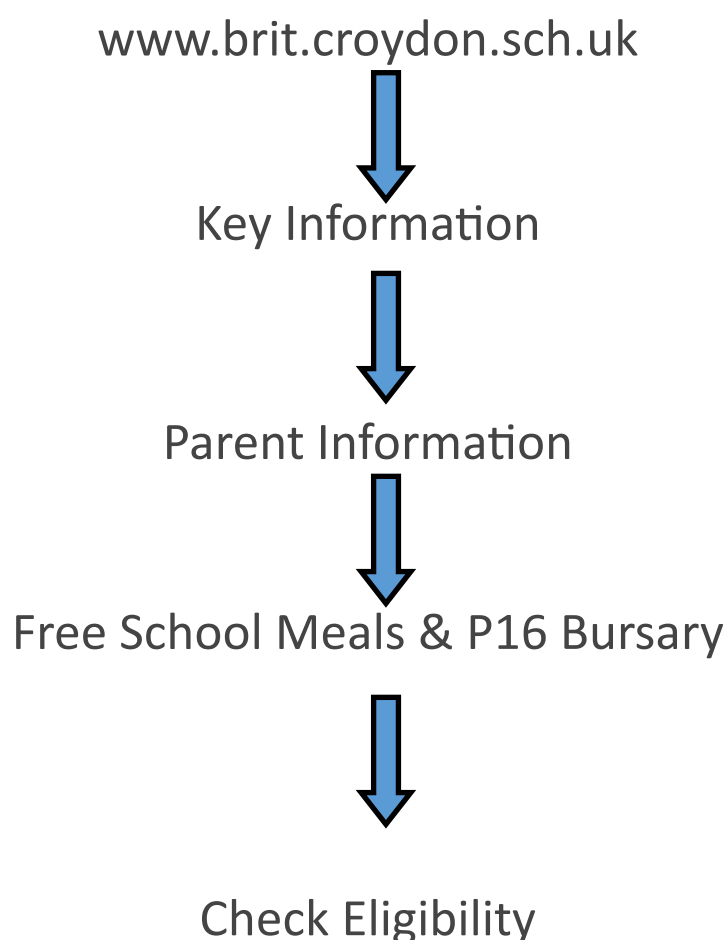 www.brit.croydon.sch.uk
Key Information
Parent Information
Free School Meals & P16 Bursary
Check Eligibility